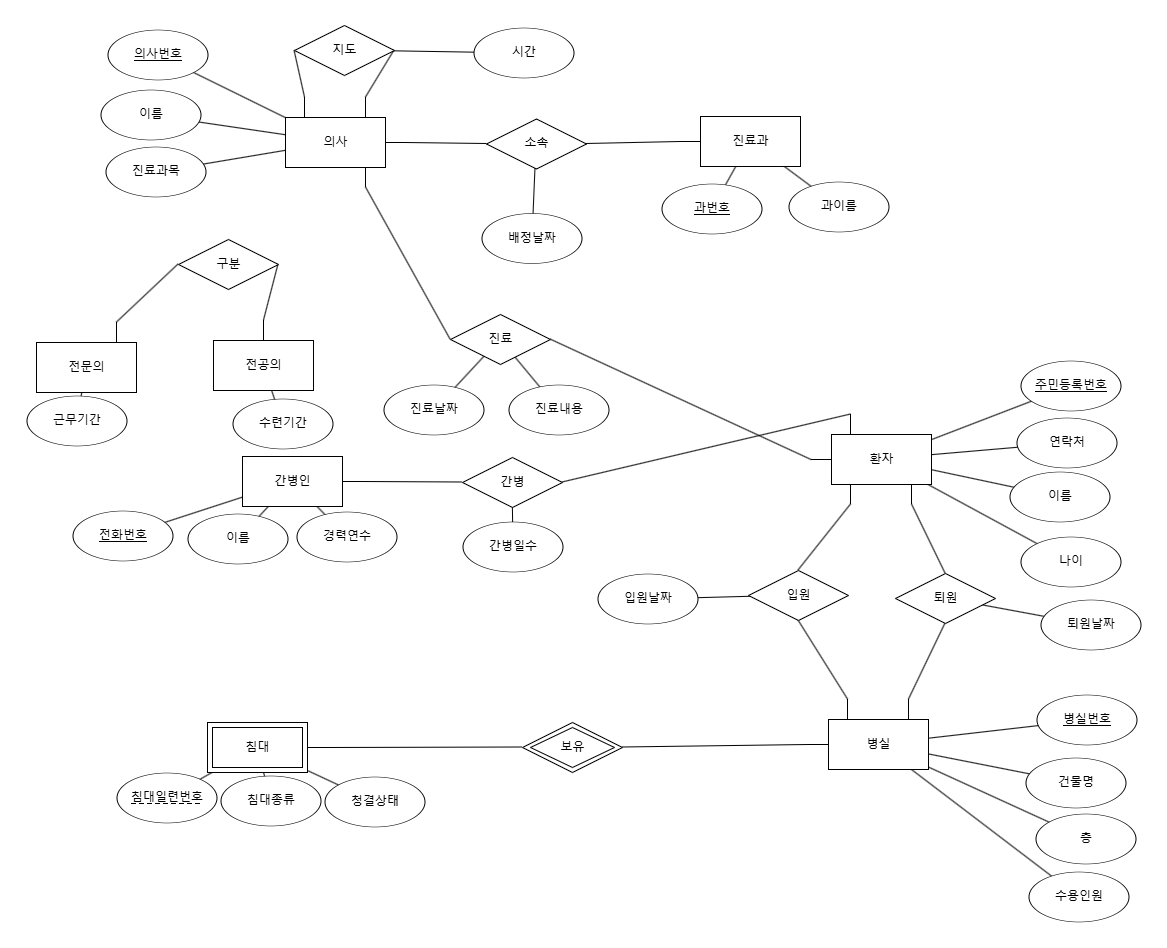 지도
시간
의사번호
이름
진료과목
의사
소속
진료과
배정날짜
과번호
과이름
구분
전문의
전공의
근무기간
수련기간
진료
진료날짜
진료내용
주민등록번호
연락처
이름
나이
환자
간병인
간병
전화번호
이름
경력연수
간병일수
입원날짜
입원
퇴원
퇴원날짜
침대
보유
병실
침대일련번호
침대종류
청결상태
병실번호
건물명
층
수용인원